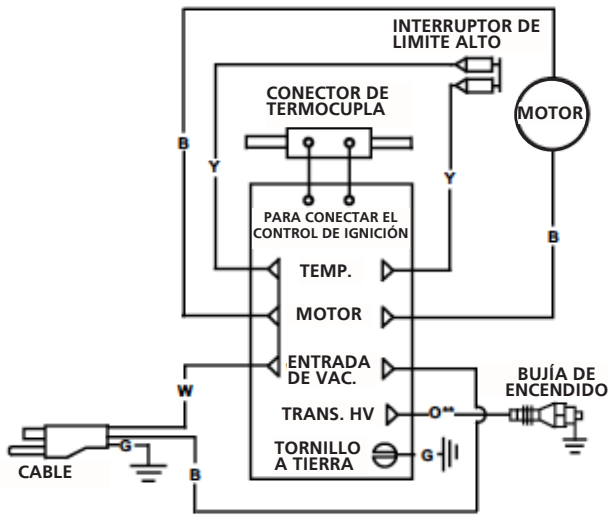 INTERRUPTOR DE
LIMITE ALTO
CONECTOR DE
TERMOCUPLA
MOTOR
B
Y
Y
PARA CONECTAR EL
CONTROL DE IGNICIÓN
B
TEMP.
MOTOR
ENTRADA
DE VAC.
W
BUJÍA DE
ENCENDIDO
TRANS. HV
O**
TORNILLO
A TIERRA
G
G
CABLE
B